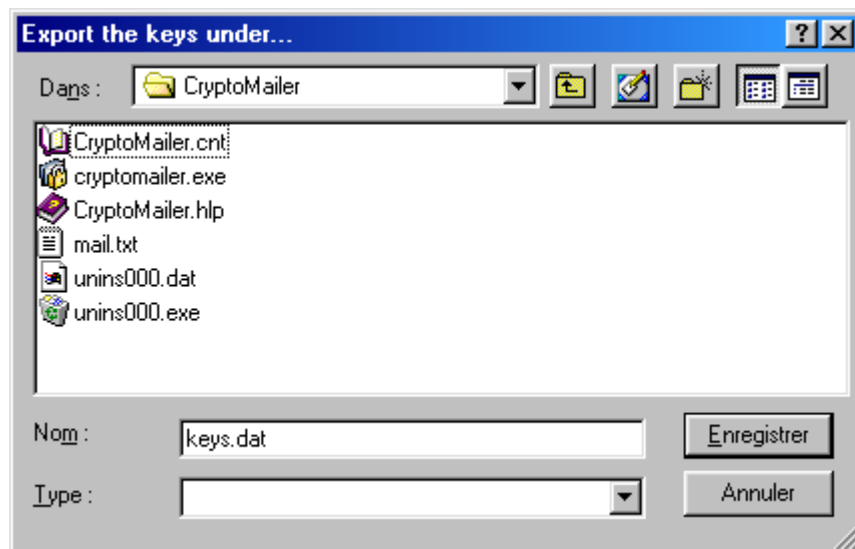 Export the keys under...
Dans : CryptoMailer
CryptoMailer.cnt
cryptomailer.exe
CryptoMailer.hlp
mail.txt
unins000.dat
unins000.exe
Nom : keys.dat Enregistrer
Type : Annuler